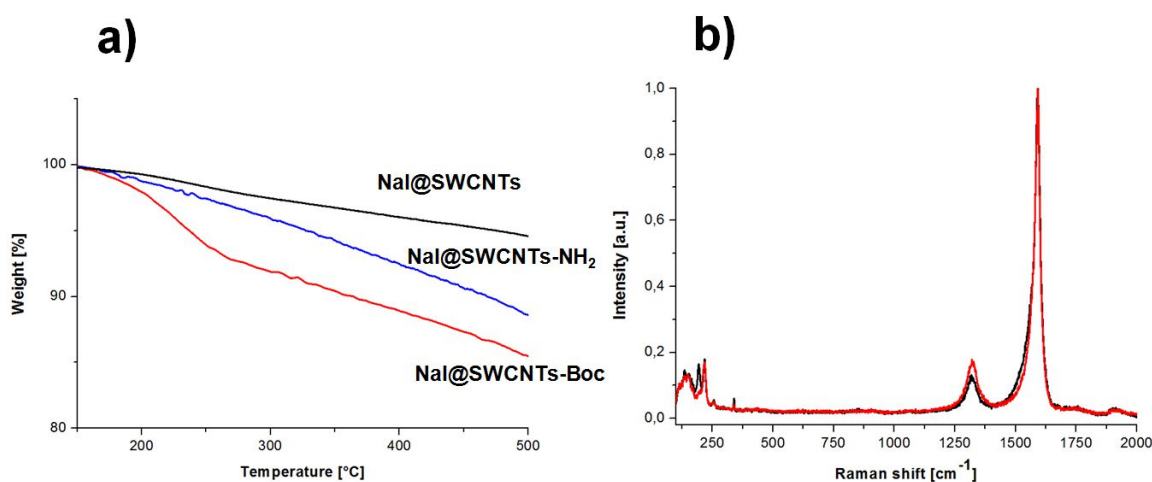 a)
Weight [%]
100
90
80
NaI@SWCNTs
NaI@SWCNTs-NH₂
NaI@SWCNTs-Boc
200 300 400 500
Temperature [°C]
b)
Intensity [a.u.]
1,0
0,8
0,6
0,4
0,2
0,0
250 500 750 1000 1250 1500 1750 2000
Raman shift [cm⁻¹]